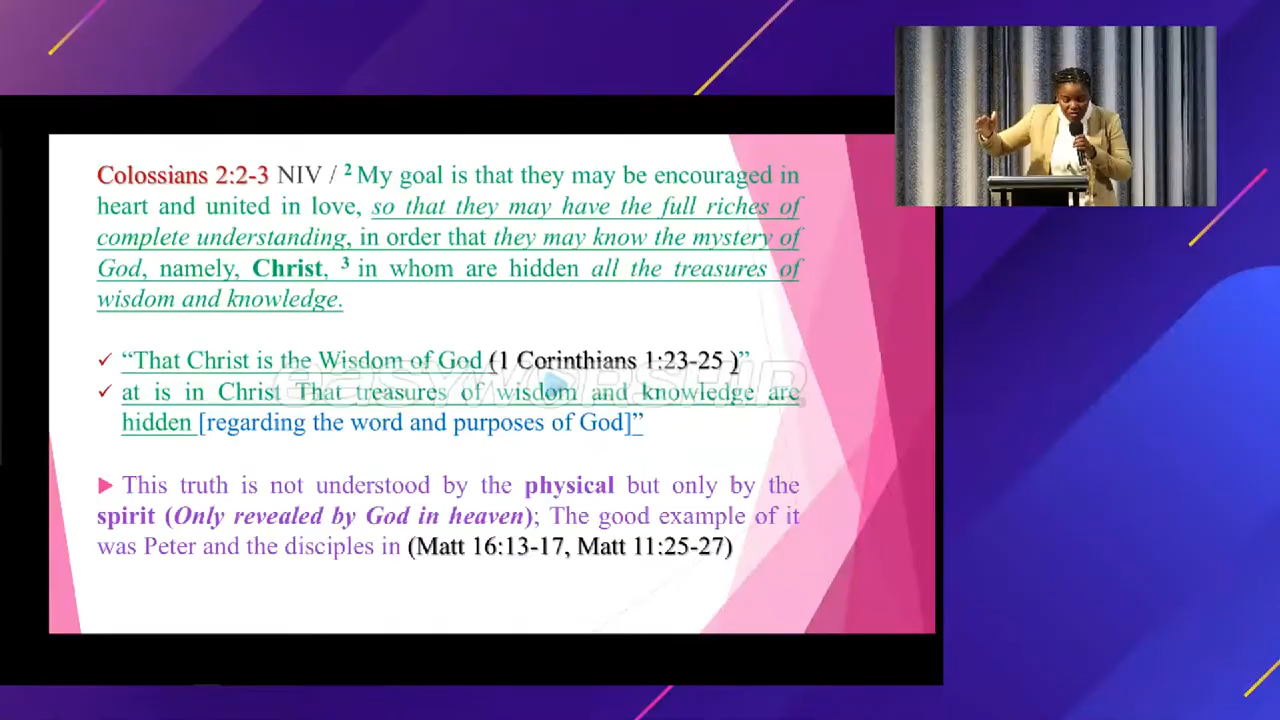 Colossians 2:2-3 NIV / 2 My goal is that they may be encouraged in
heart and united in love, so that they may have the full riches of
complete understanding, in order that they may know the mystery of
God, namely, Christ, 3 in whom are hidden all the treasures of
wisdom and knowledge.
✓ “That Christ is the Wisdom of God (1 Corinthians 1:23-25 )”
✓ at is in Christ That treasures of wisdom and knowledge are
hidden [regarding the word and purposes of God]”
easyworship
▶ This truth is not understood by the physical but only by the
spirit (Only revealed by God in heaven); The good example of it
was Peter and the disciples in (Matt 16:13-17, Matt 11:25-27)